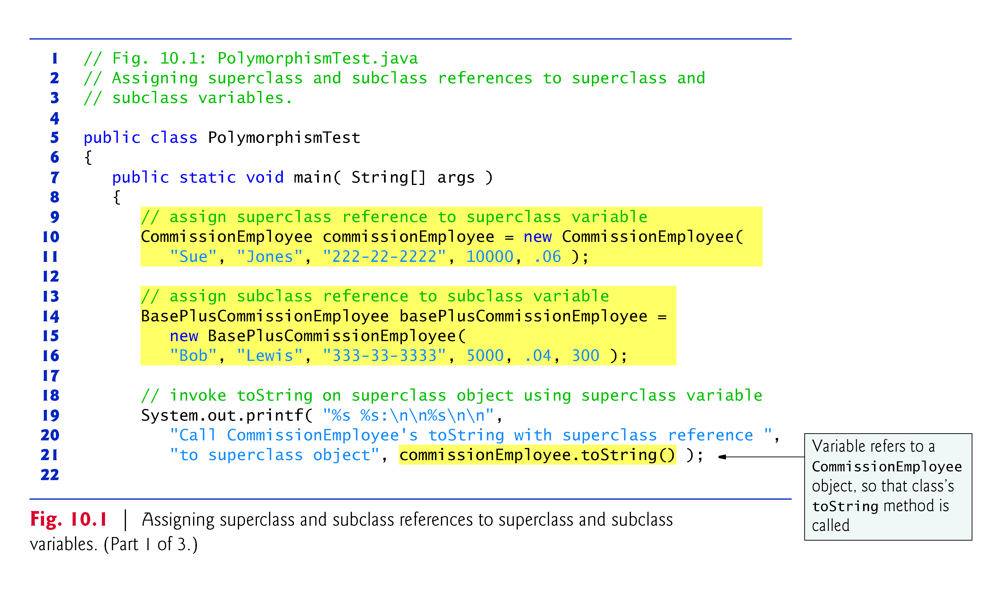 1 // Fig. 10.1: PolymorphismTest.java
2 // Assigning superclass and subclass references to superclass and
3 // subclass variables.
4
5 public class PolymorphismTest
6 {
7 public static void main( String[] args )
8 {
9 // assign superclass reference to superclass variable
10 CommissionEmployee commissionEmployee = new CommissionEmployee(
11 "Sue", "Jones", "222-22-2222", 10000, .06 );
12
13 // assign subclass reference to subclass variable
14 BasePlusCommissionEmployee basePlusCommissionEmployee =
15 new BasePlusCommissionEmployee(
16 "Bob", "Lewis", "333-33-3333", 5000, .04, 300 );
17
18 // invoke toString on superclass object using superclass variable
19 System.out.printf( "%s %s:\n\n%s\n\n",
20 "Call CommissionEmployee's toString with superclass reference ",
21 "to superclass object", commissionEmployee.toString() );
22
Variable refers to a
CommissionEmployee
object, so that class’s
toString method is
called
Fig. 10.1 | Assigning superclass and subclass references to superclass and subclass
variables. (Part 1 of 3.)